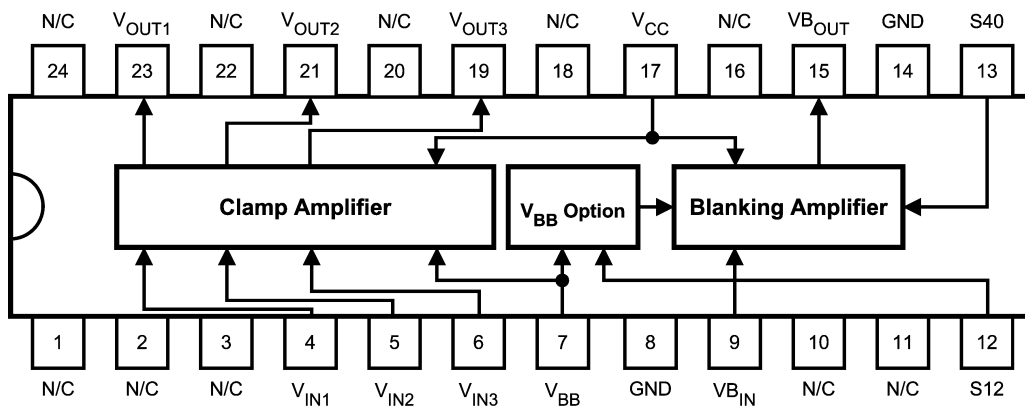 N/C V_OUT1 N/C V_OUT2 N/C V_OUT3 N/C V_CC N/C VB_OUT GND S40
24 23 22 21 20 19 18 17 16 15 14 13
Clamp Amplifier
V_BB Option
Blanking Amplifier
1 2 3 4 5 6 7 8 9 10 11 12
N/C N/C N/C V_IN1 V_IN2 V_IN3 V_BB GND VB_IN N/C N/C S12